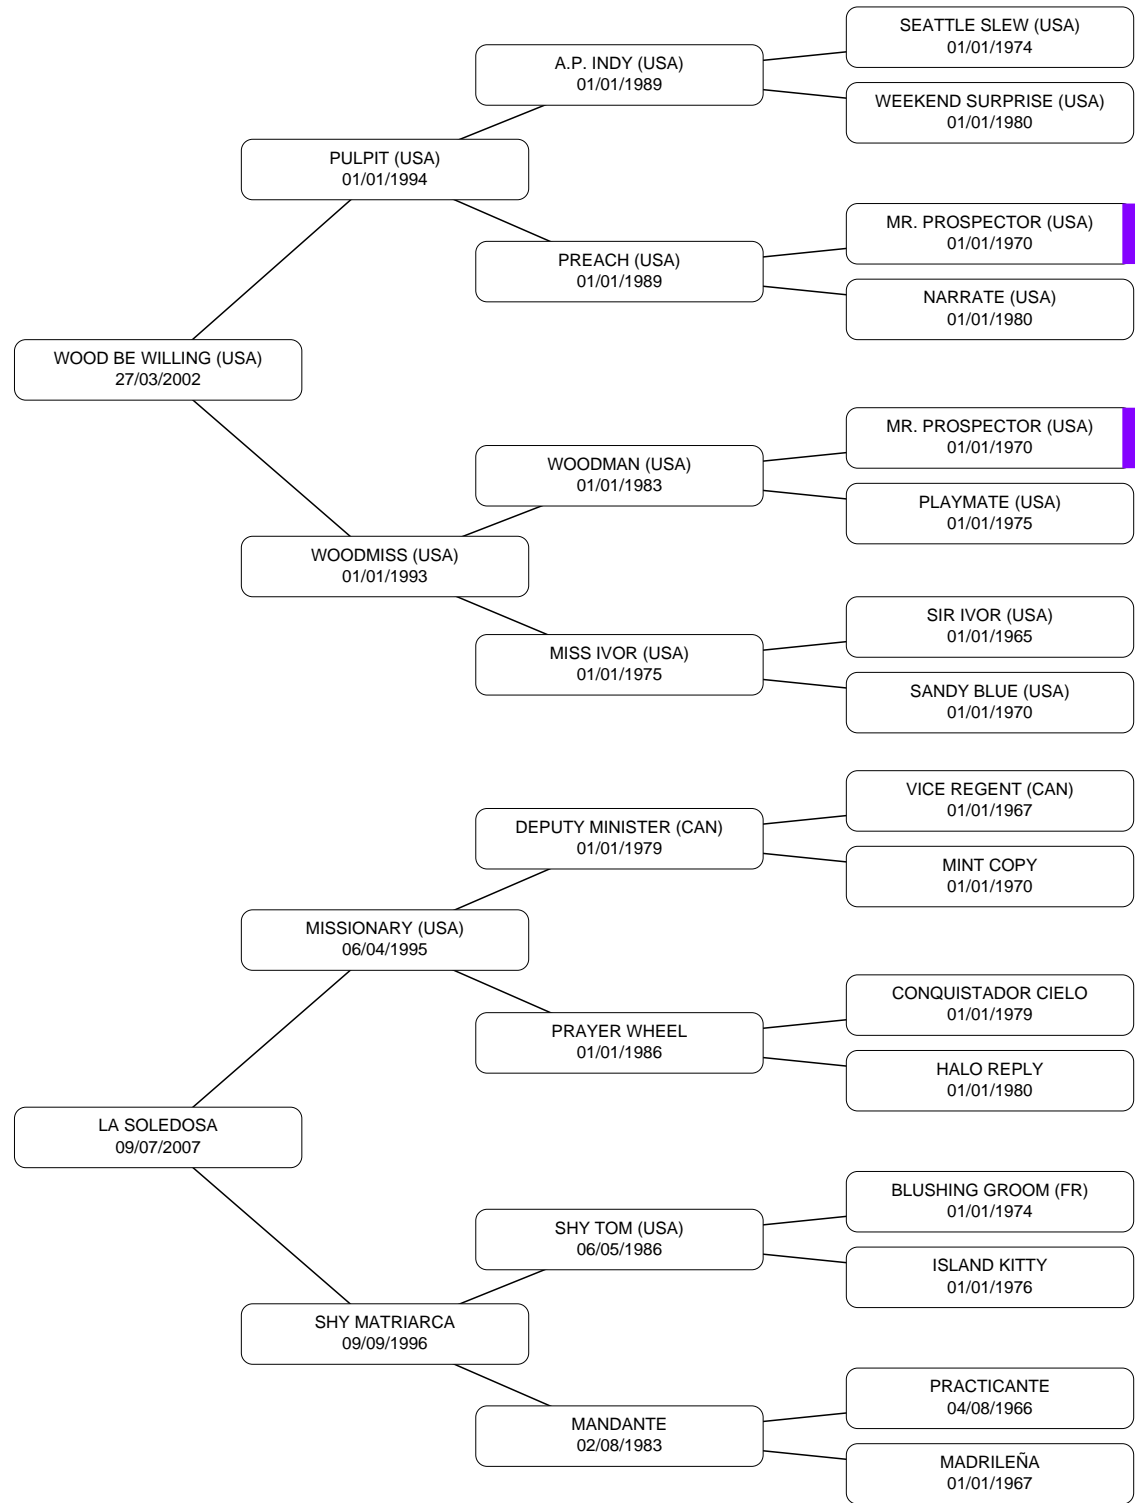 SEATTLE SLEW (USA)
01/01/1974
A.P. INDY (USA)
01/01/1989
WEEKEND SURPRISE (USA)
01/01/1980
PULPIT (USA)
01/01/1994
MR. PROSPECTOR (USA)
01/01/1970
PREACH (USA)
01/01/1989
NARRATE (USA)
01/01/1980
WOOD BE WILLING (USA)
27/03/2002
MR. PROSPECTOR (USA)
01/01/1970
WOODMAN (USA)
01/01/1983
PLAYMATE (USA)
01/01/1975
WOODMISS (USA)
01/01/1993
SIR IVOR (USA)
01/01/1965
MISS IVOR (USA)
01/01/1975
SANDY BLUE (USA)
01/01/1970
VICE REGENT (CAN)
01/01/1967
DEPUTY MINISTER (CAN)
01/01/1979
MINT COPY
01/01/1970
MISSIONARY (USA)
06/04/1995
CONQUISTADOR CIELO
01/01/1979
PRAYER WHEEL
01/01/1986
HALO REPLY
01/01/1980
LA SOLEDOSA
09/07/2007
BLUSHING GROOM (FR)
01/01/1974
SHY TOM (USA)
06/05/1986
ISLAND KITTY
01/01/1976
SHY MATRIARCA
09/09/1996
PRACTICANTE
04/08/1966
MANDANTE
02/08/1983
MADRILEÑA
01/01/1967